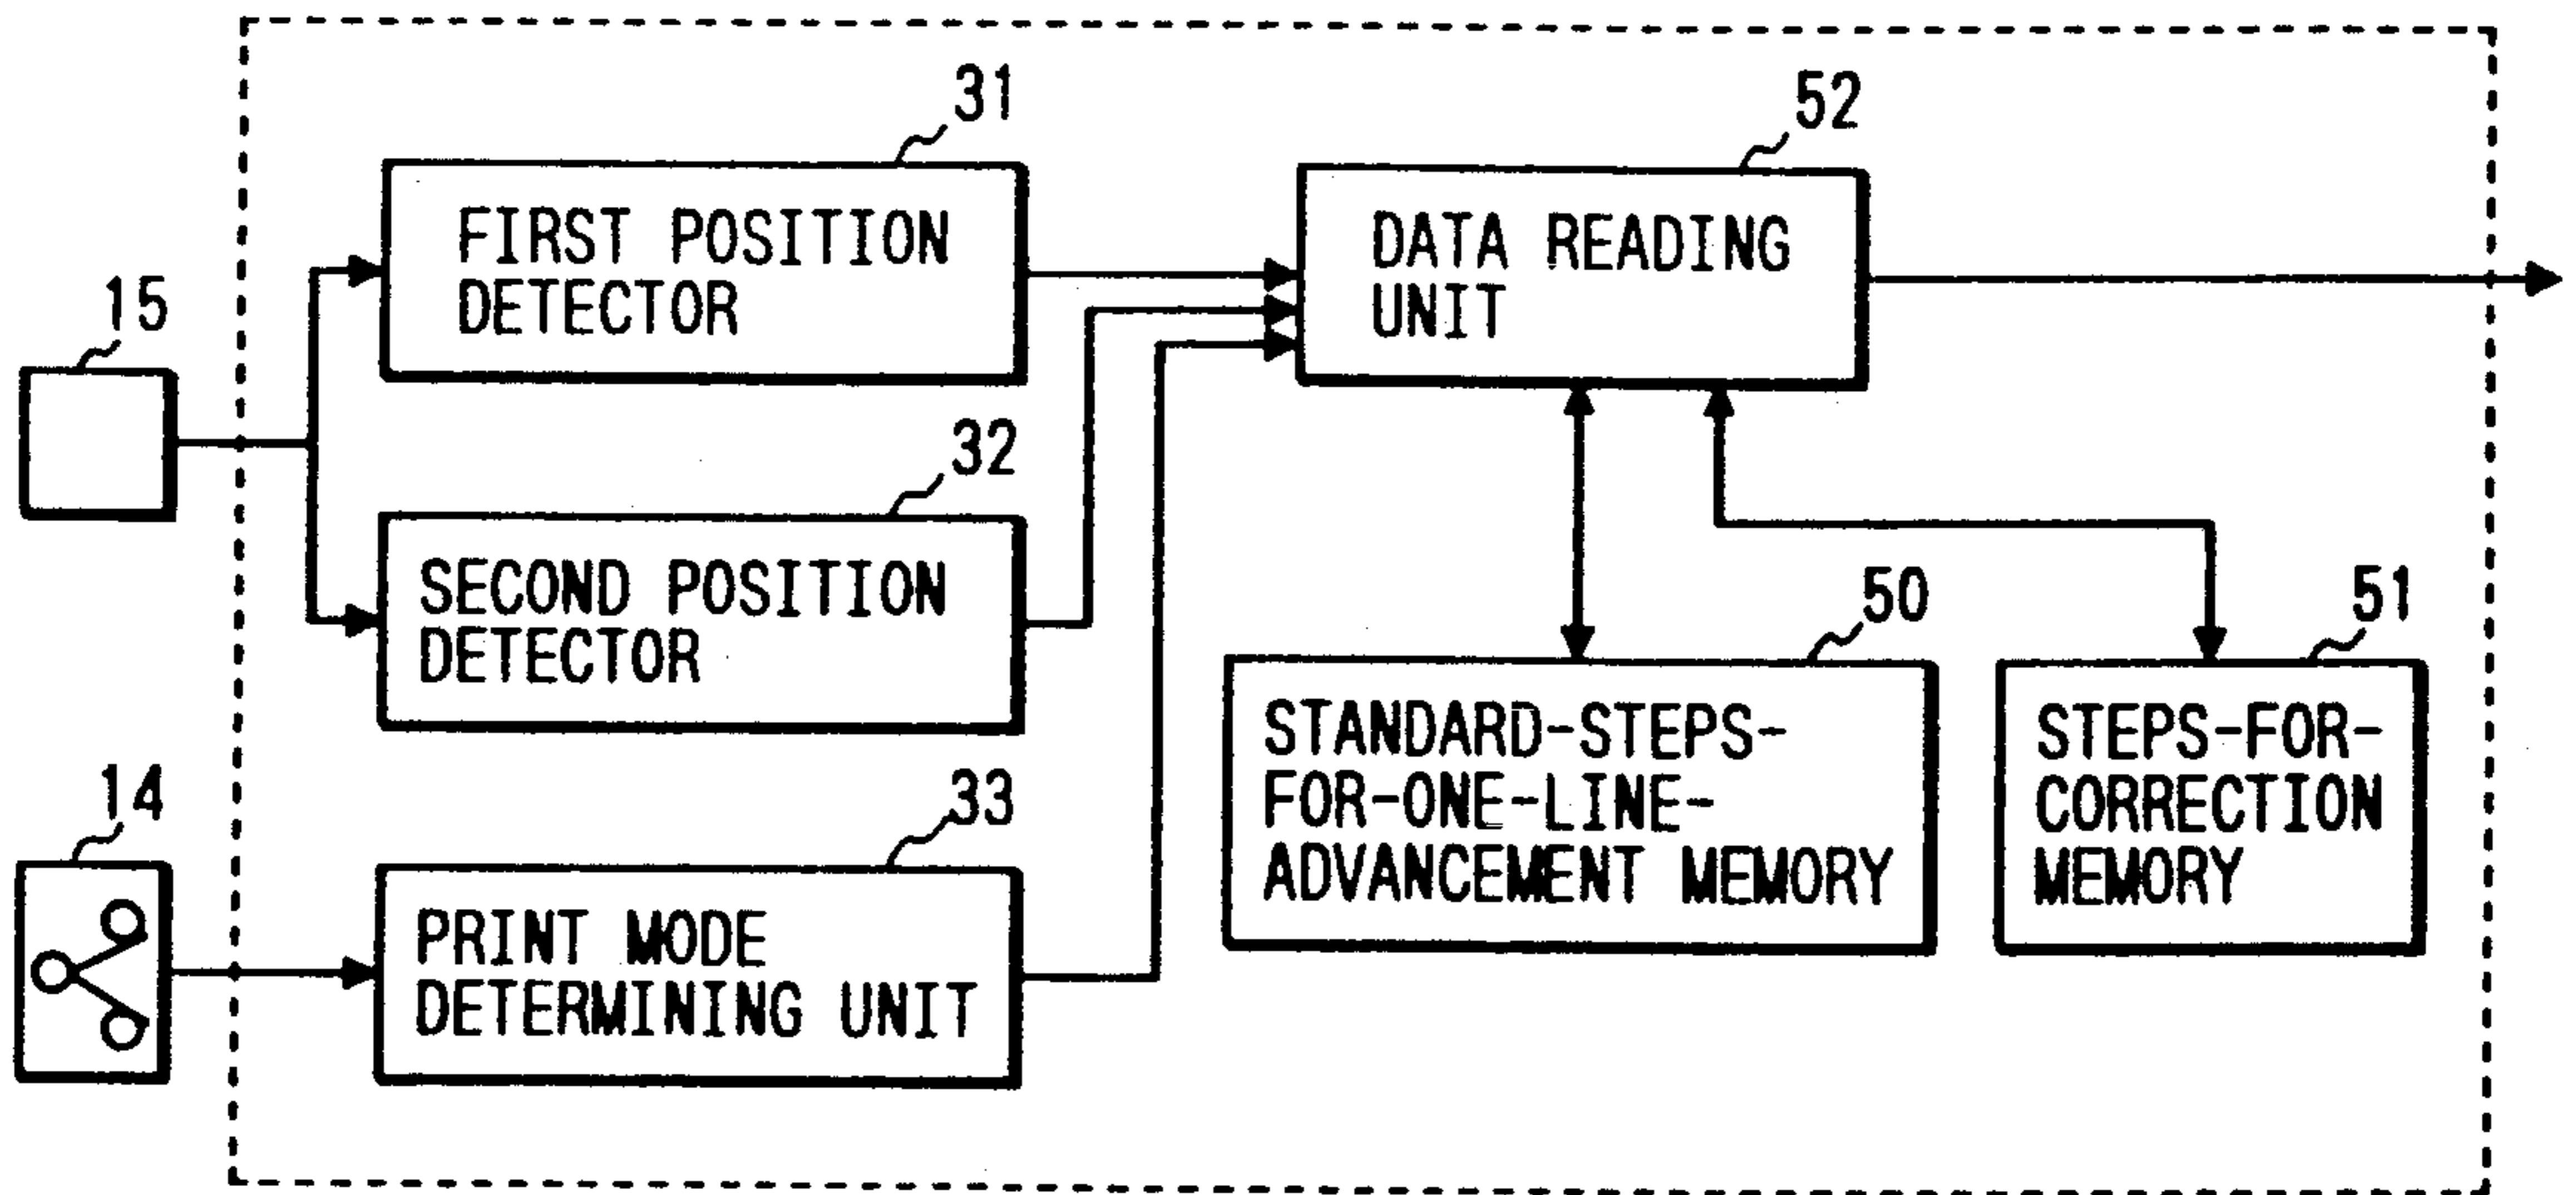 31
FIRST POSITION
DETECTOR
52
DATA READING
UNIT
15
32
SECOND POSITION
DETECTOR
50
STANDARD-STEPS-
FOR-ONE-LINE-
ADVANCEMENT MEMORY
51
STEPS-FOR-
CORRECTION
MEMORY
14
33
PRINT MODE
DETERMINING UNIT